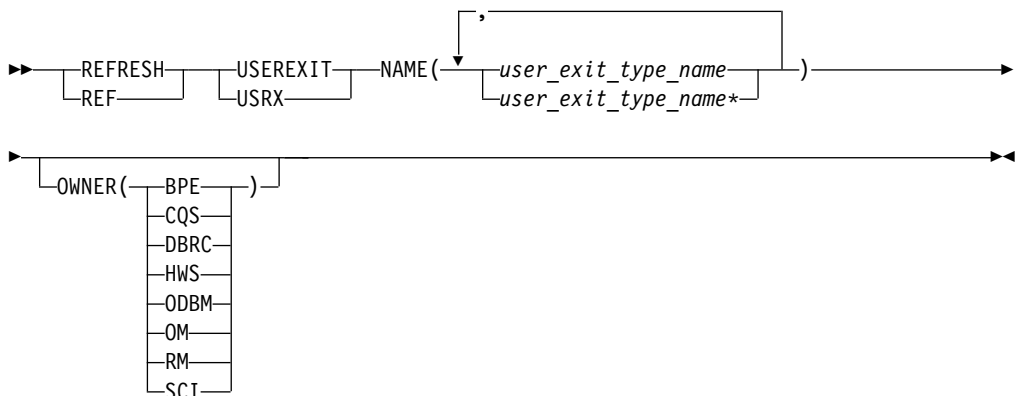 ,
REFRESH USEREXIT NAME( user_exit_type_name )
REF USRX user_exit_type_name*
OWNER( BPE )
CQS
DBRC
HWS
ODBM
OM
RM
SCI